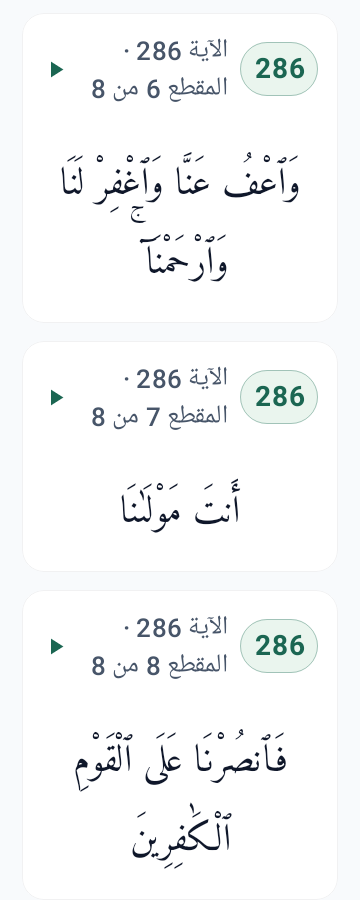 286
الآية 286 ·
المقطع 6 من 8
وَٱعْفُ عَنَّا وَٱغْفِرْ لَنَا
وَٱرْحَمْنَآ ۚ
286
الآية 286 ·
المقطع 7 من 8
أَنتَ مَوْلَىٰنَا
286
الآية 286 ·
المقطع 8 من 8
فَٱنصُرْنَا عَلَى ٱلْقَوْمِ
ٱلْكَٰفِرِينَ